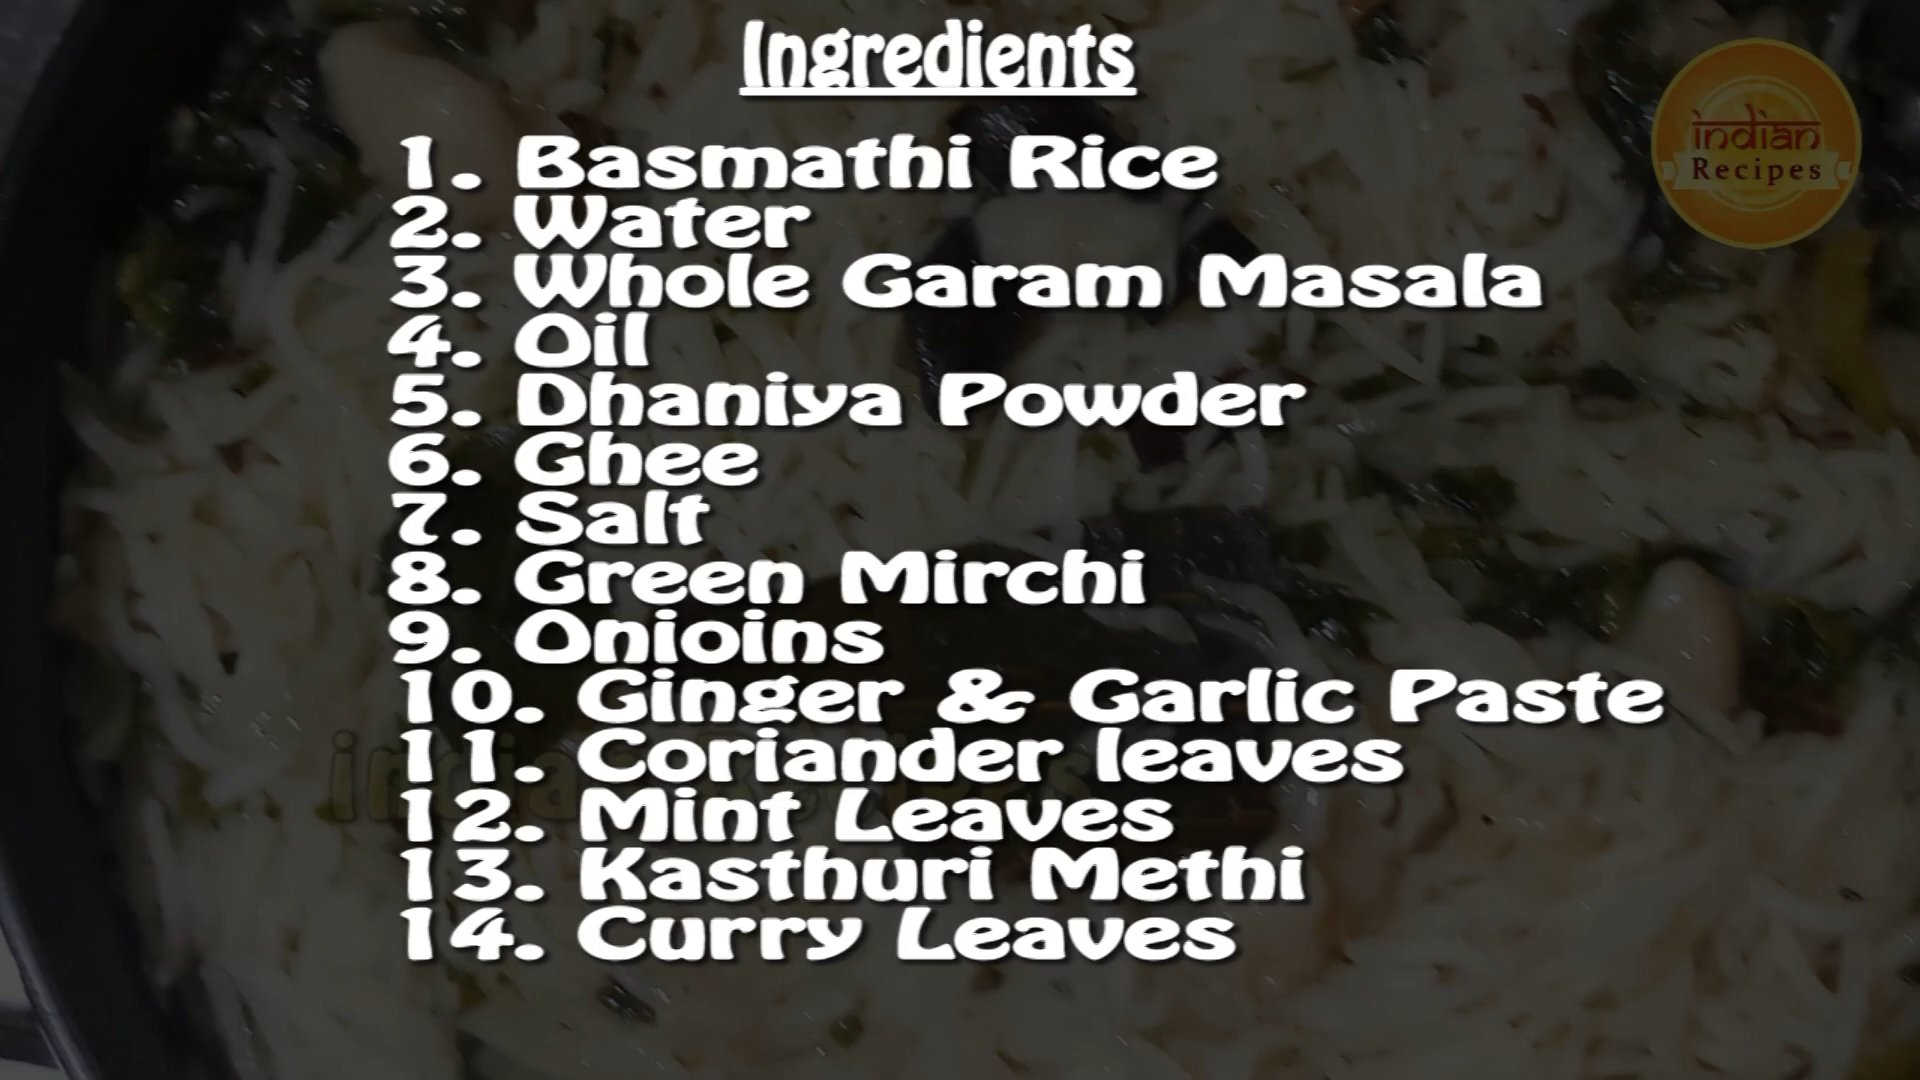 Ingredients
indian
Recipes
1. Basmathi Rice
2. Water
3. Whole Garam Masala
4. Oil
5. Dhaniya Powder
6. Ghee
7. Salt
8. Green Mirchi
9. Onioins
10. Ginger & Garlic Paste
11. Coriander leaves
12. Mint Leaves
13. Kasthuri Methi
14. Curry Leaves